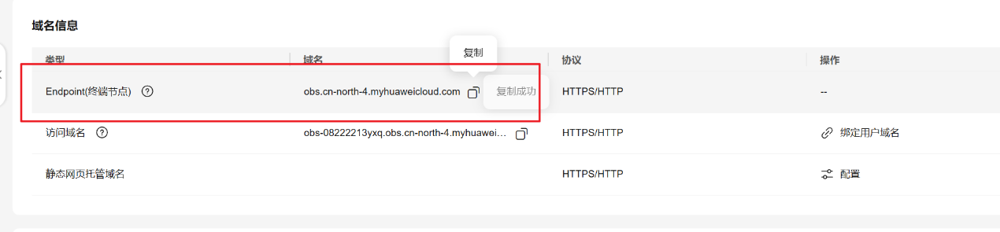 域名信息
复制
类型 域名 协议 操作
Endpoint(终端节点) ? obs.cn-north-4.myhuaweicloud.com 复制成功 HTTPS/HTTP --
访问域名 ? obs-08222213yxq.obs.cn-north-4.myhuawei... HTTPS/HTTP 绑定用户域名
静态网页托管域名 HTTPS/HTTP 配置